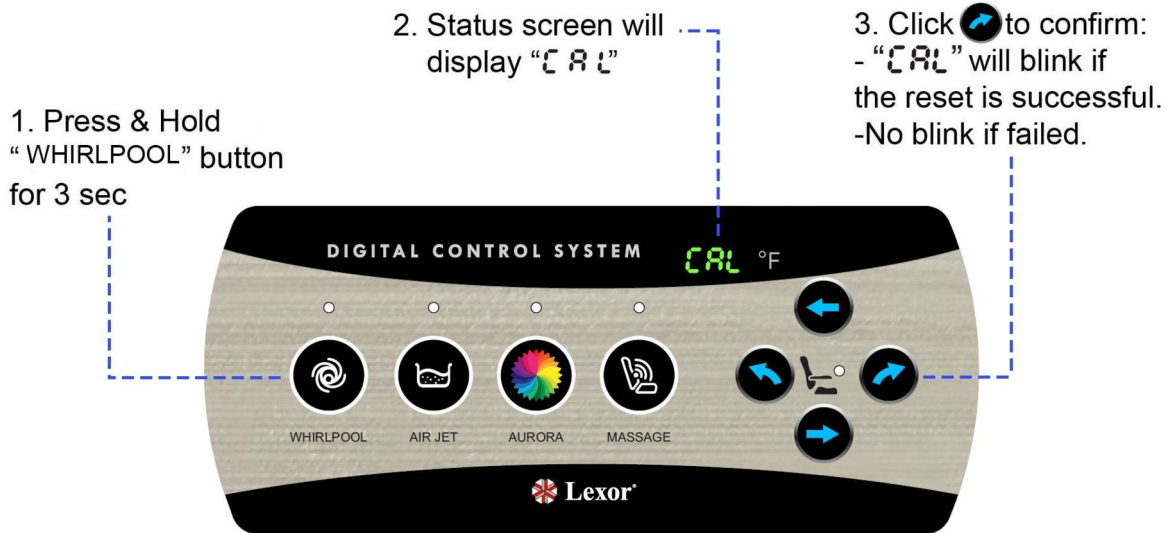 2. Status screen will
display “CAL”
3. Click to confirm:
- “CAL” will blink if
the reset is successful.
-No blink if failed.
1. Press & Hold
“ WHIRLPOOL” button
for 3 sec
DIGITAL CONTROL SYSTEM CAL °F
WHIRLPOOL AIR JET AURORA MASSAGE
Lexor